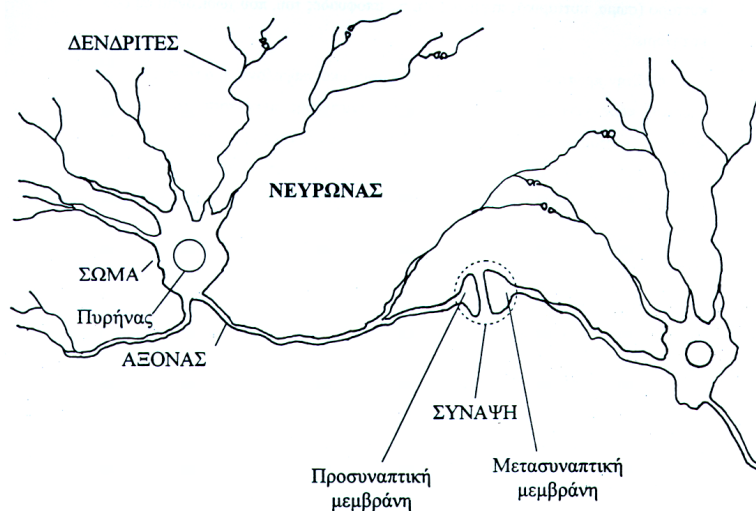 ΔΕΝΔΡΙΤΕΣ
ΝΕΥΡΩΝΑΣ
ΣΩΜΑ
Πυρήνας
ΑΞΟΝΑΣ
ΣΥΝΑΨΗ
Προσυναπτική
μεμβράνη
Μετασυναπτική
μεμβράνη